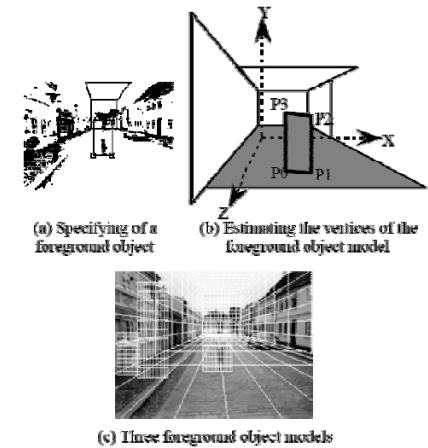 Y
P3
P2
X
P0 P1
Z
(a) Specifying of a
foreground object
(b) Estimating the vertices of the
foreground object model
(c) Three foreground object models